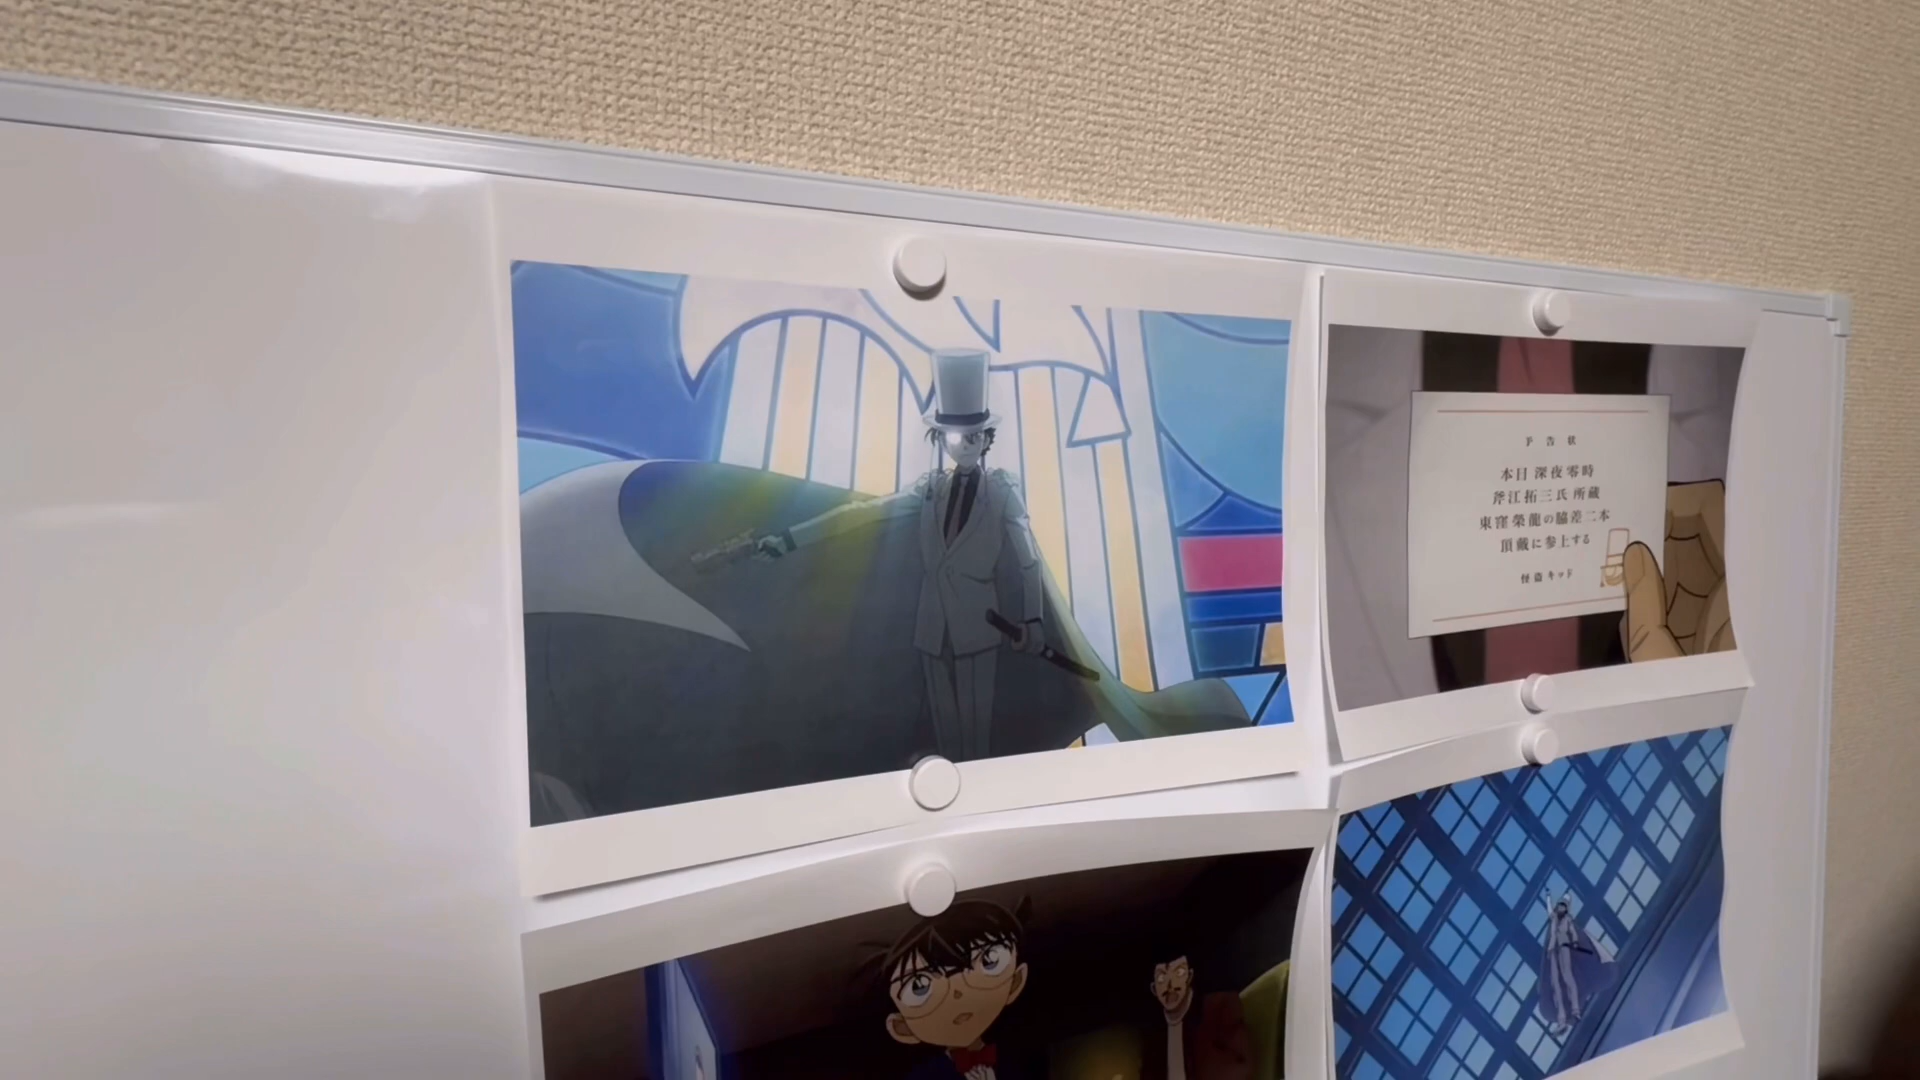 予告状
本日 深夜 零時
斧江拓三氏 所蔵
東窪榮龍の脇差二本
頂戴に参上する
怪盗キッド